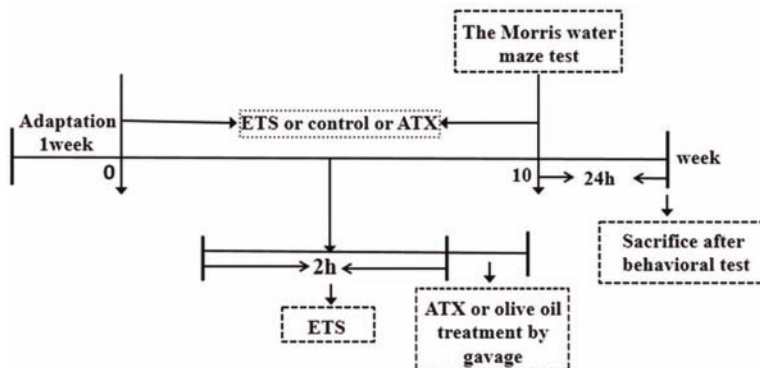 The Morris water
maze test
Adaptation
1week
ETS or control or ATX
0
10
24h
week
2h
Sacrifice after
behavioral test
ETS
ATX or olive oil
treatment by
gavage